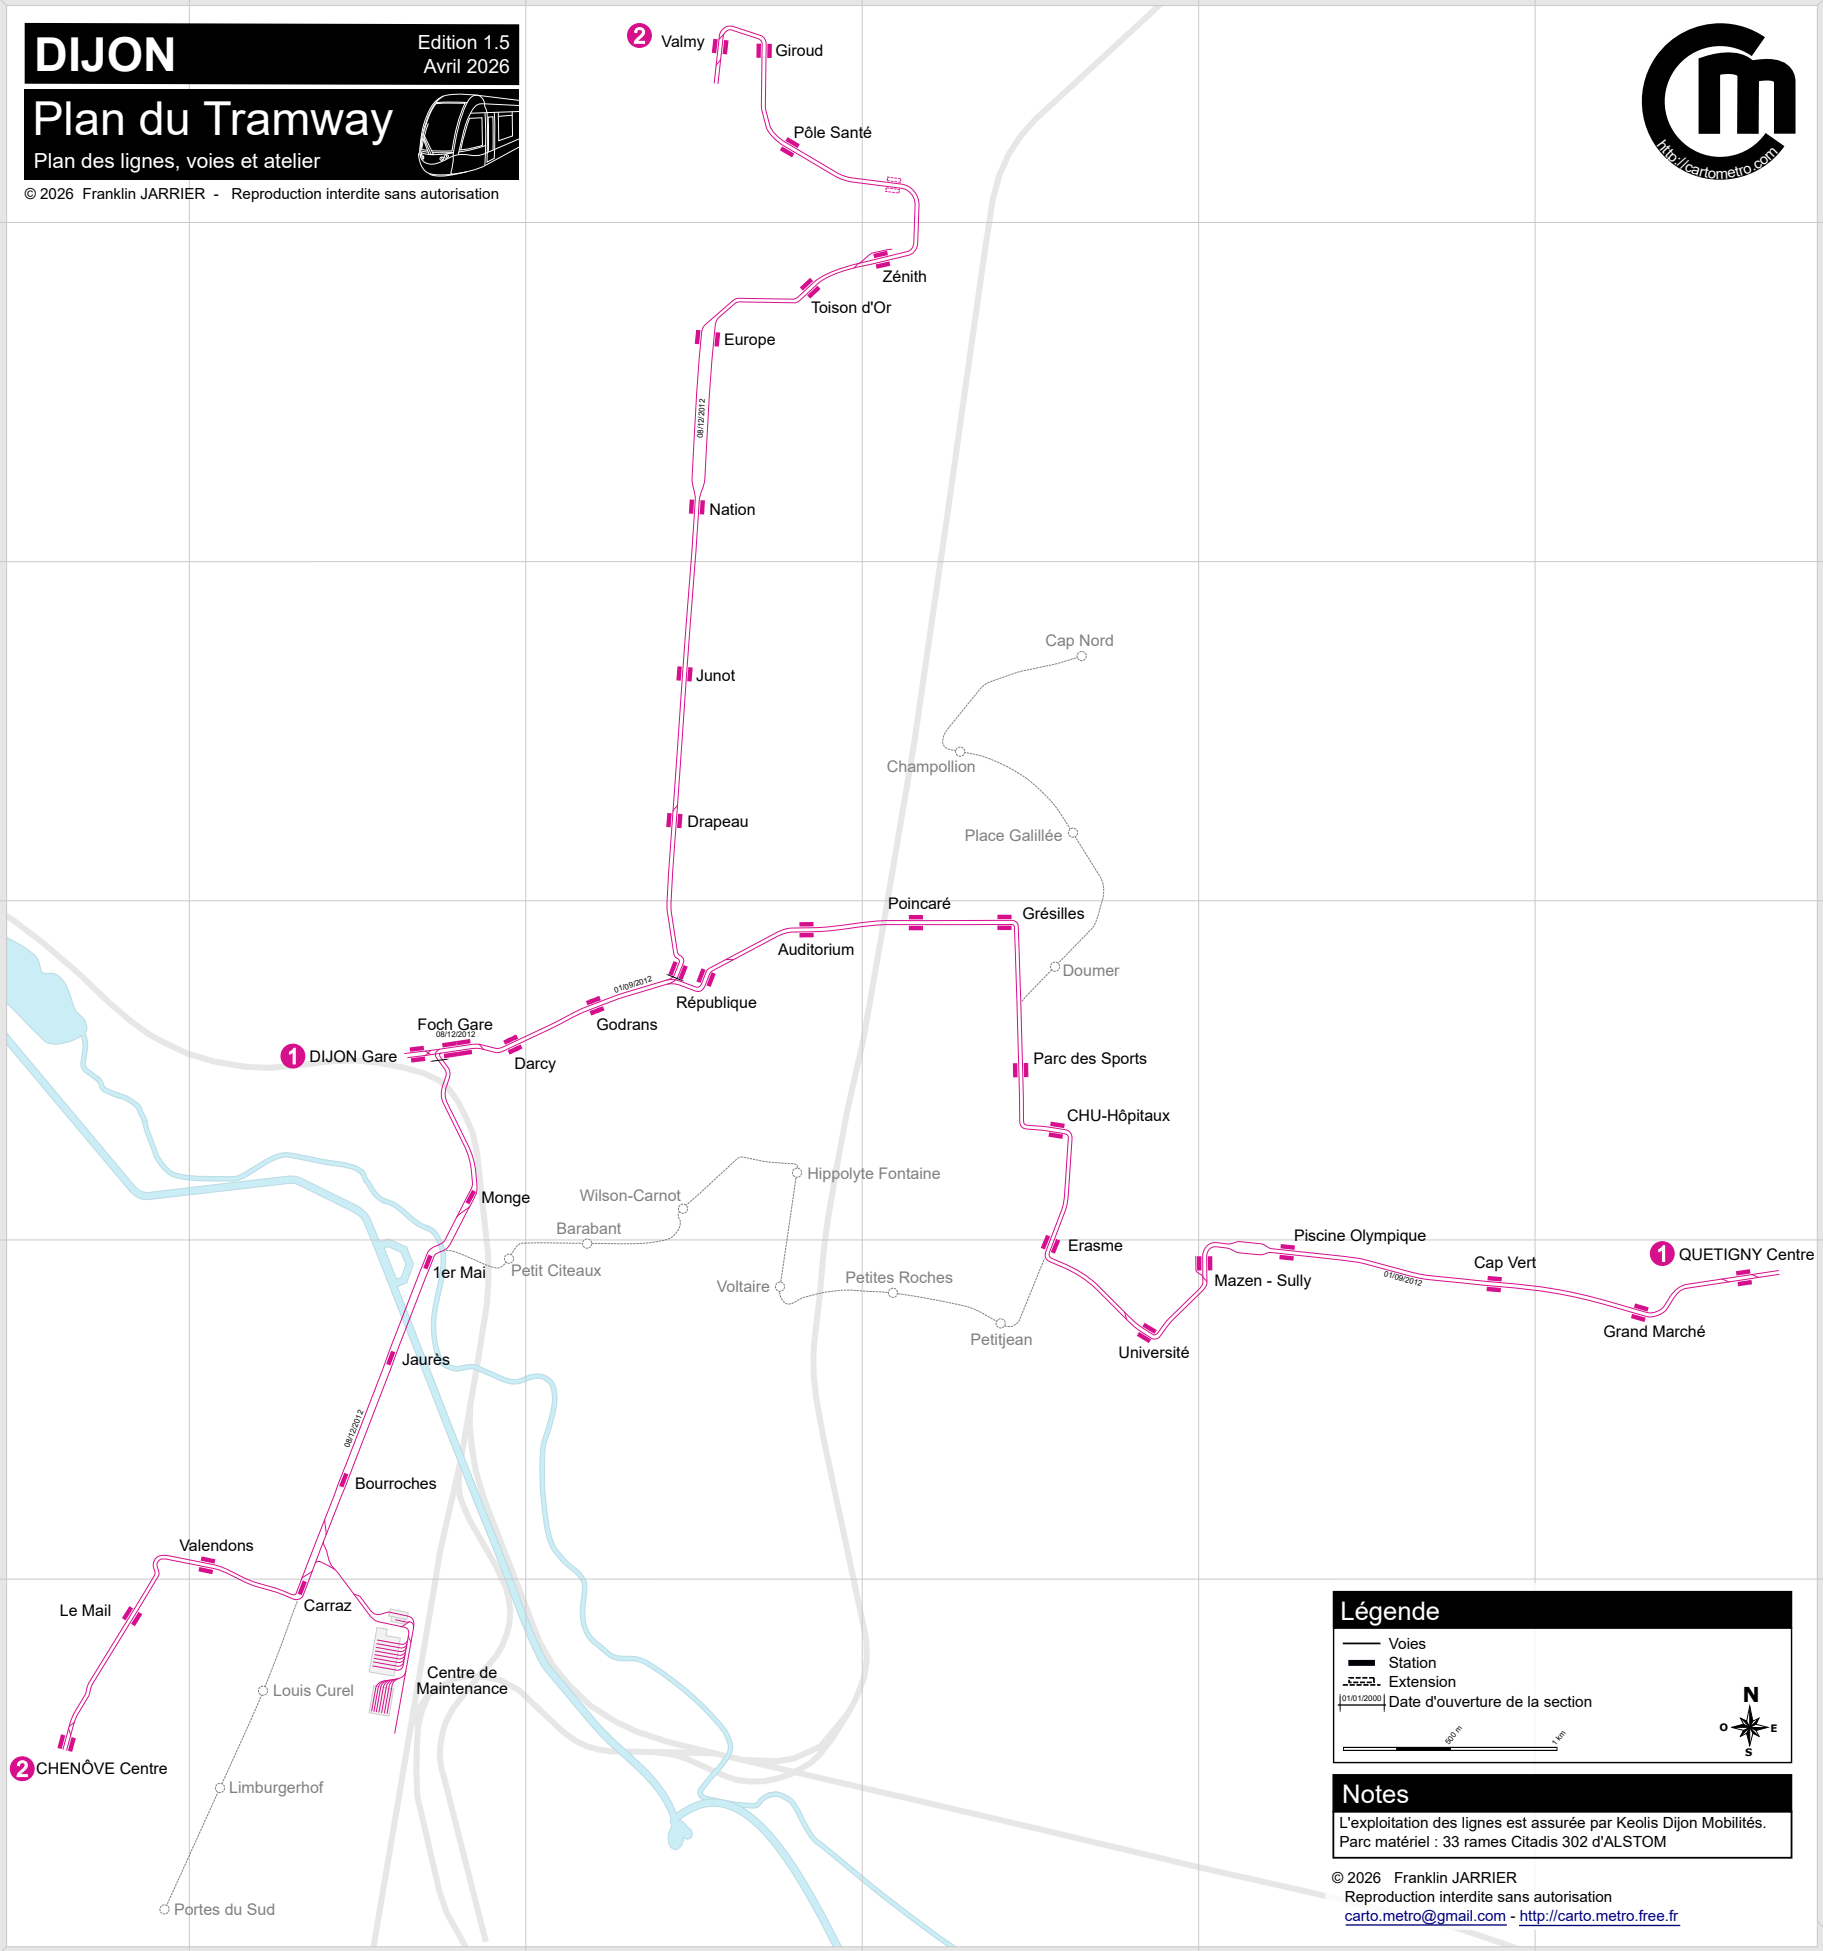 DIJON
Edition 1.5
Avril 2026
Plan du Tramway
Plan des lignes, voies et atelier
© 2026 Franklin JARRIER - Reproduction interdite sans autorisation
m
http://cartometro.com
2 Valmy
Giroud
Pôle Santé
Zénith
Toison d'Or
Europe
08/12/2012
Nation
Junot
Cap Nord
Champollion
Drapeau
Place Galillée
Poincaré
Grésilles
Auditorium
Doumer
République
01/09/2012
Godrans
Foch Gare
08/12/2012
1 DIJON Gare
Darcy
Parc des Sports
CHU-Hôpitaux
Hippolyte Fontaine
Wilson-Carnot
Monge
Barabant
Erasme
Piscine Olympique
1 QUETIGNY Centre
1er Mai
Petit Citeaux
Voltaire
Petites Roches
Mazen - Sully
Cap Vert
01/09/2012
Petitjean
Université
Grand Marché
Jaurès
08/12/2012
Bourroches
Valendons
Le Mail
Carraz
Centre de
Maintenance
Louis Curel
2 CHENÔVE Centre
Limburgerhof
Portes du Sud
Légende
Voies
Station
Extension
01/01/2000 Date d'ouverture de la section
500 m
1 km
N
O
E
S
Notes
L'exploitation des lignes est assurée par Keolis Dijon Mobilités.
Parc matériel : 33 rames Citadis 302 d'ALSTOM
© 2026 Franklin JARRIER
Reproduction interdite sans autorisation
carto.metro@gmail.com - http://carto.metro.free.fr